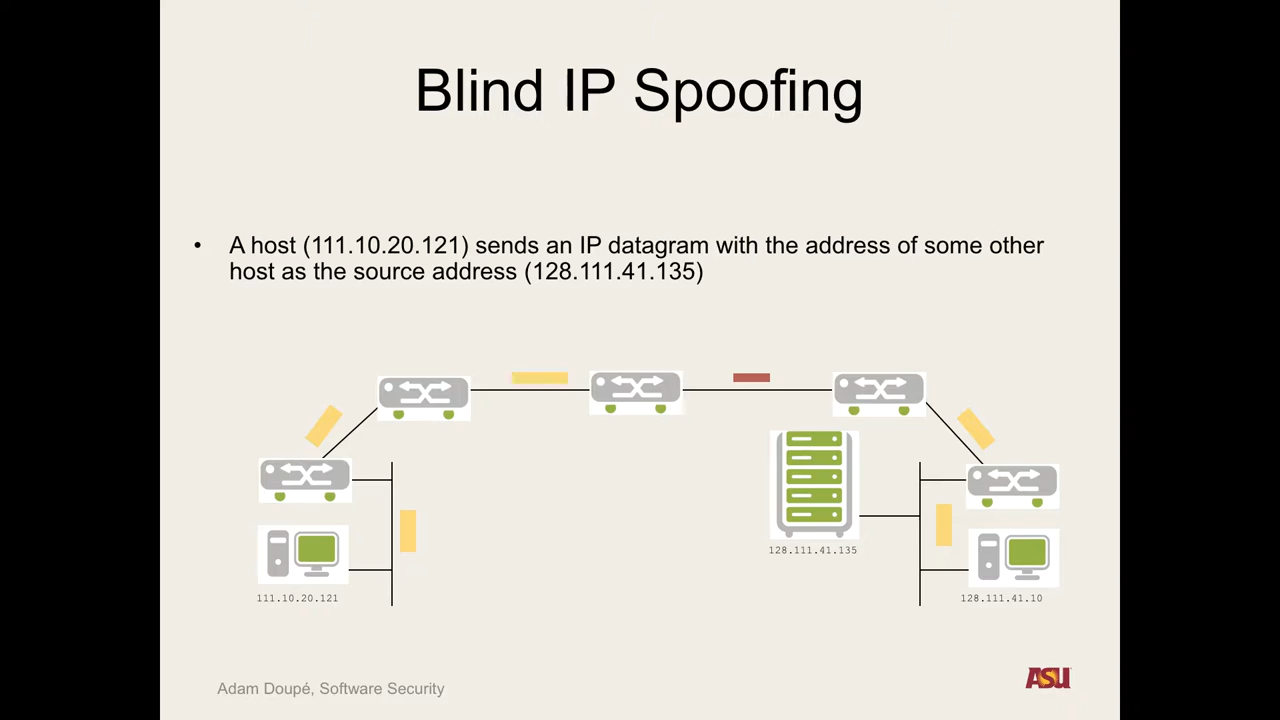 Blind IP Spoofing
• A host (111.10.20.121) sends an IP datagram with the address of some other
host as the source address (128.111.41.135)
128.111.41.135
111.10.20.121
128.111.41.10
Adam Doupé, Software Security
ASU